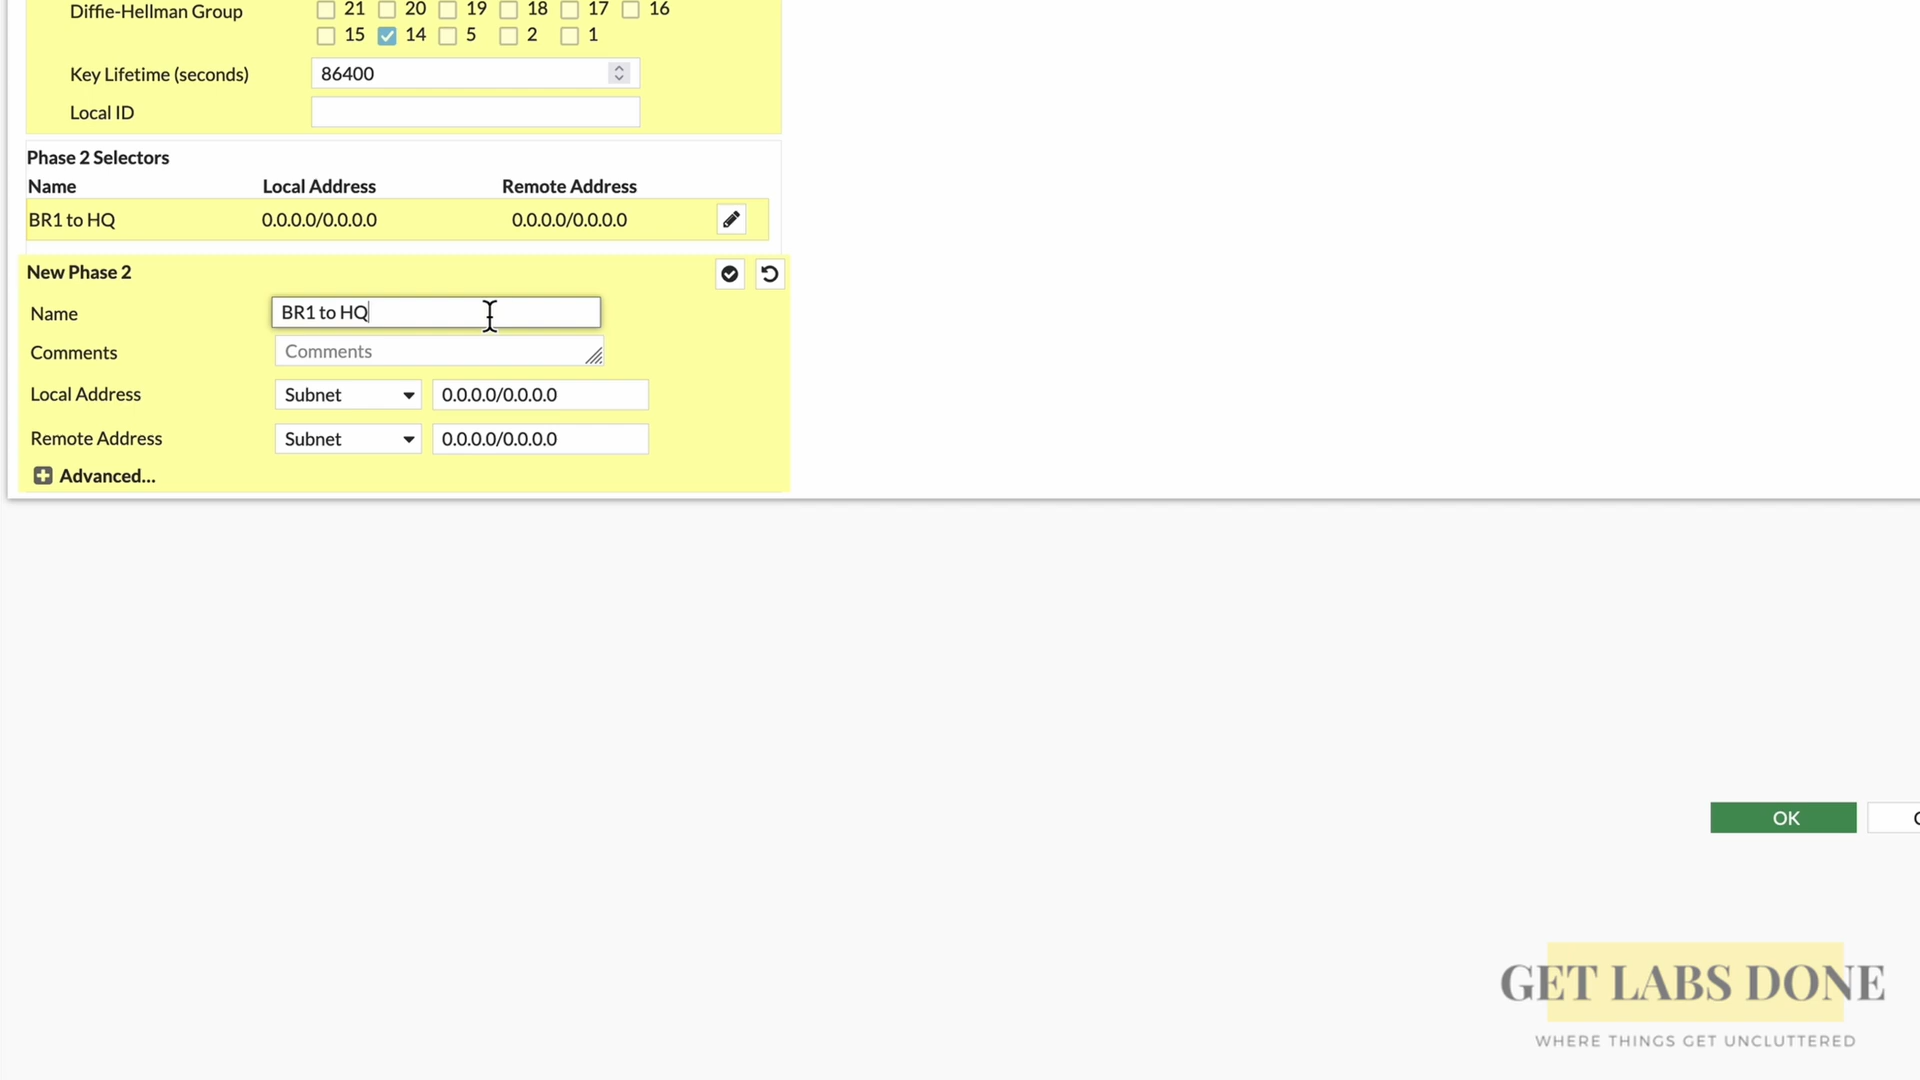 Diffie-Hellman Group 21 20 19 18 17 16
15 14 5 2 1
Key Lifetime (seconds) 86400
Local ID
Phase 2 Selectors
Name Local Address Remote Address
BR1 to HQ 0.0.0.0/0.0.0.0 0.0.0.0/0.0.0.0
New Phase 2
Name BR1 to HQ
Comments Comments
Local Address Subnet 0.0.0.0/0.0.0.0
Remote Address Subnet 0.0.0.0/0.0.0.0
Advanced...
OK
GET LABS DONE
WHERE THINGS GET UNCLUTTERED